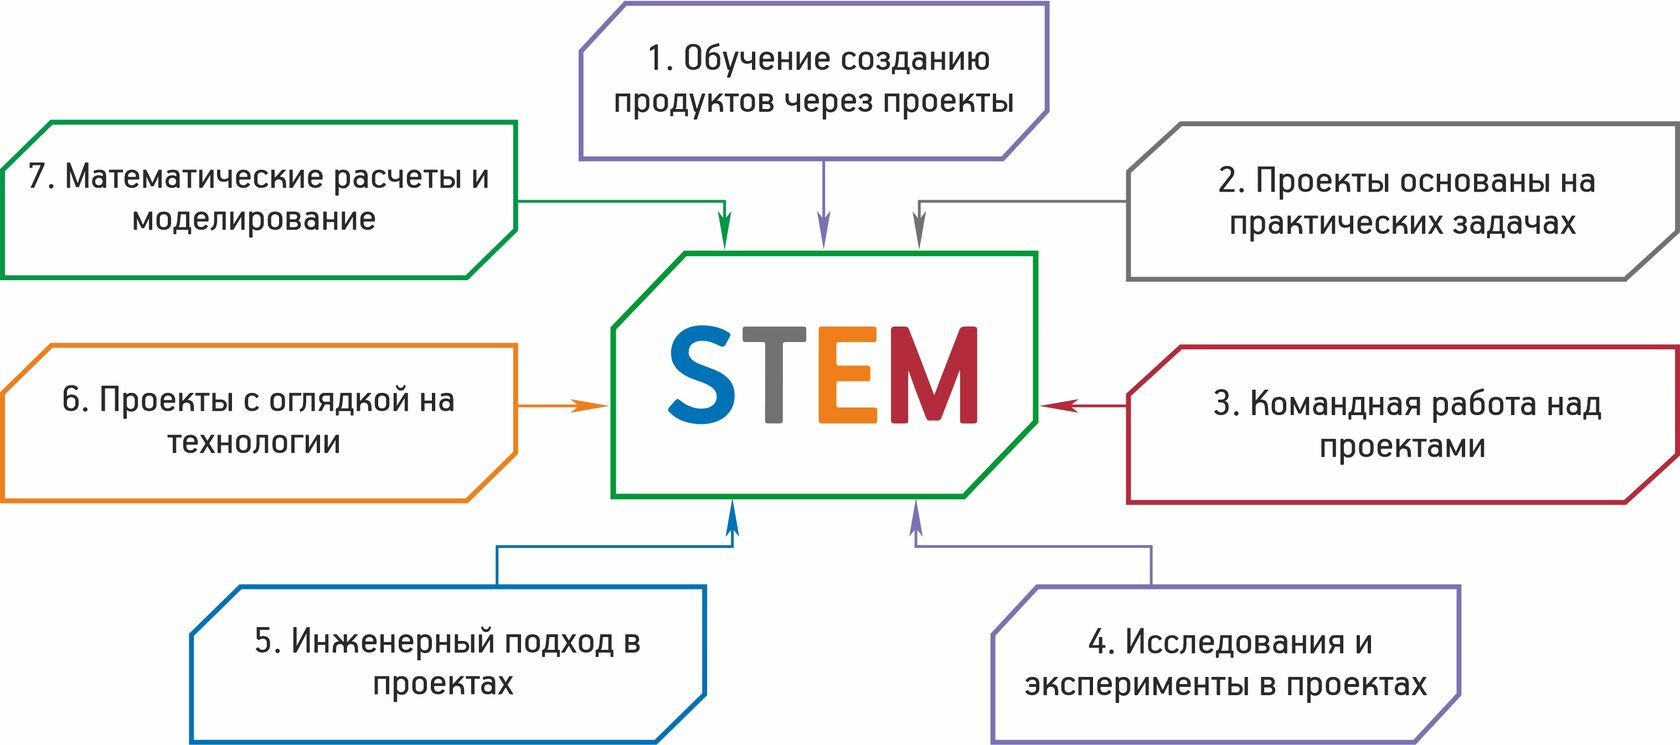 1. Обучение созданию
продуктов через проекты
2. Проекты основаны на
практических задачах
3. Командная работа над
проектами
4. Исследования и
эксперименты в проектах
5. Инженерный подход в
проектах
6. Проекты с оглядкой на
технологии
7. Математические расчеты и
моделирование
STEM